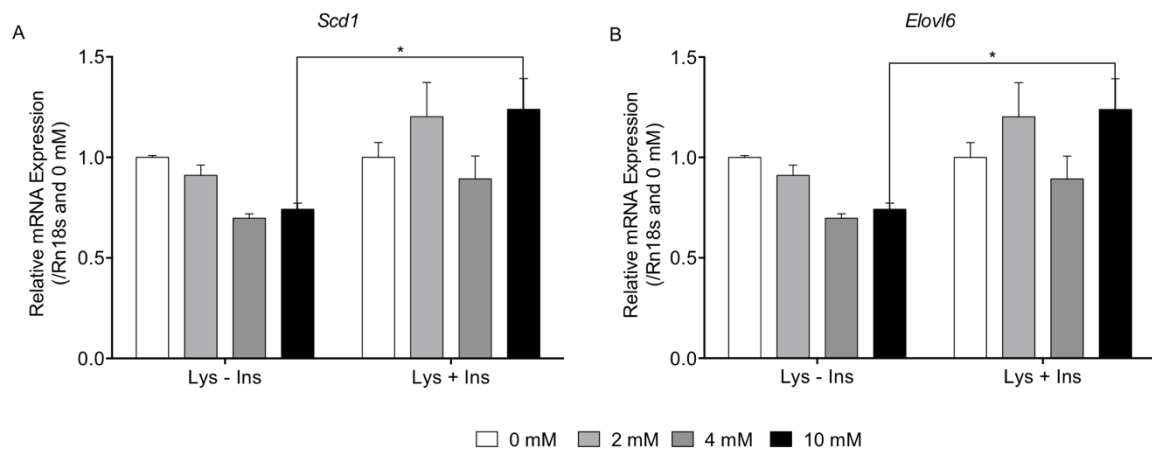 A
Scd1
Relative mRNA Expression
(/Rn18s and 0 mM)
1.5
1.0
0.5
0.0
*
Lys - Ins
Lys + Ins
B
Elovl6
Relative mRNA Expression
(/Rn18s and 0 mM)
1.5
1.0
0.5
0.0
*
Lys - Ins
Lys + Ins
0 mM 2 mM 4 mM 10 mM